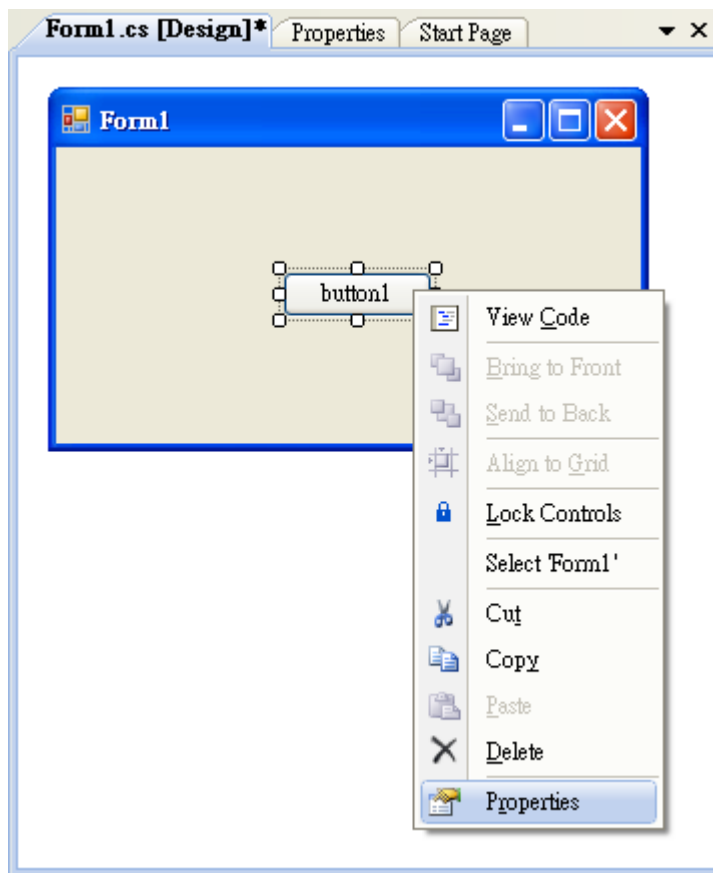 Form1.cs [Design]* Properties Start Page
Form1
button1
View Code
Bring to Front
Send to Back
Align to Grid
Lock Controls
Select 'Form1'
Cut
Copy
Paste
Delete
Properties